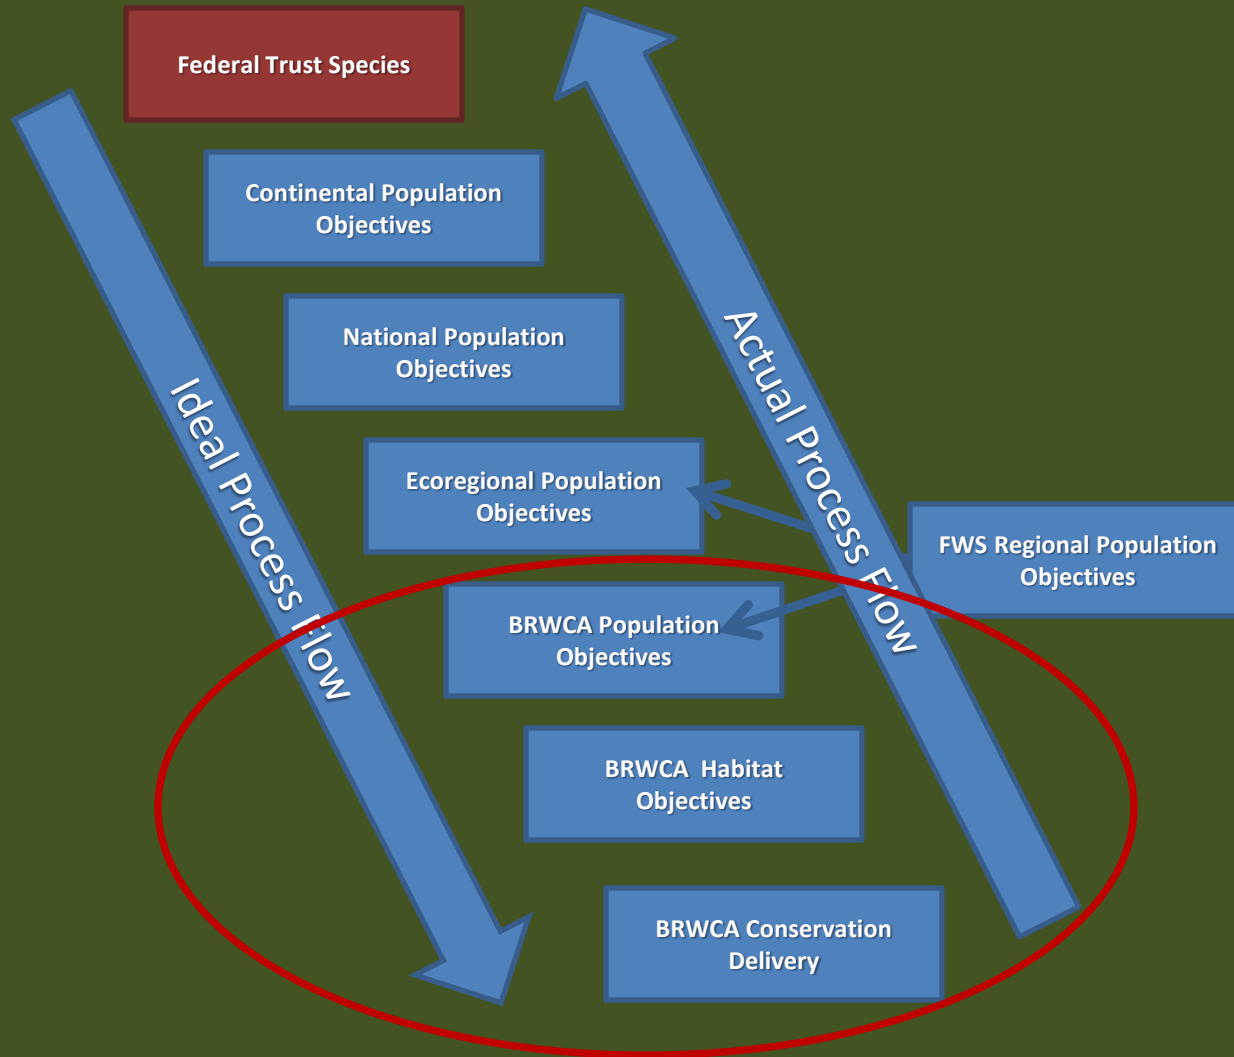 Federal Trust Species
Continental Population
Objectives
National Population
Objectives
Ideal Process Flow
Actual Process Flow
Ecoregional Population
Objectives
FWS Regional Population
Objectives
BRWCA Population
Objectives
BRWCA  Habitat
Objectives
BRWCA Conservation
Delivery